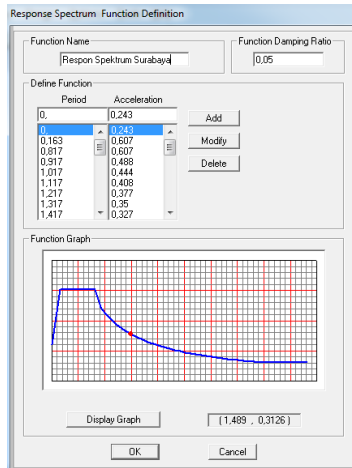 Response Spectrum Function Definition
Function Name
Function Damping Ratio
Respon Spektrum Surabaya
0,05
Define Function
Period Acceleration
0, 0,243
Add
0, 0,243
0,163 0,607
0,817 0,607
Modify
0,917 0,488
1,017 0,444
Delete
1,117 0,408
1,217 0,377
1,317 0,35
1,417 0,327
Function Graph
Display Graph
(1,489 , 0,3126 )
OK
Cancel